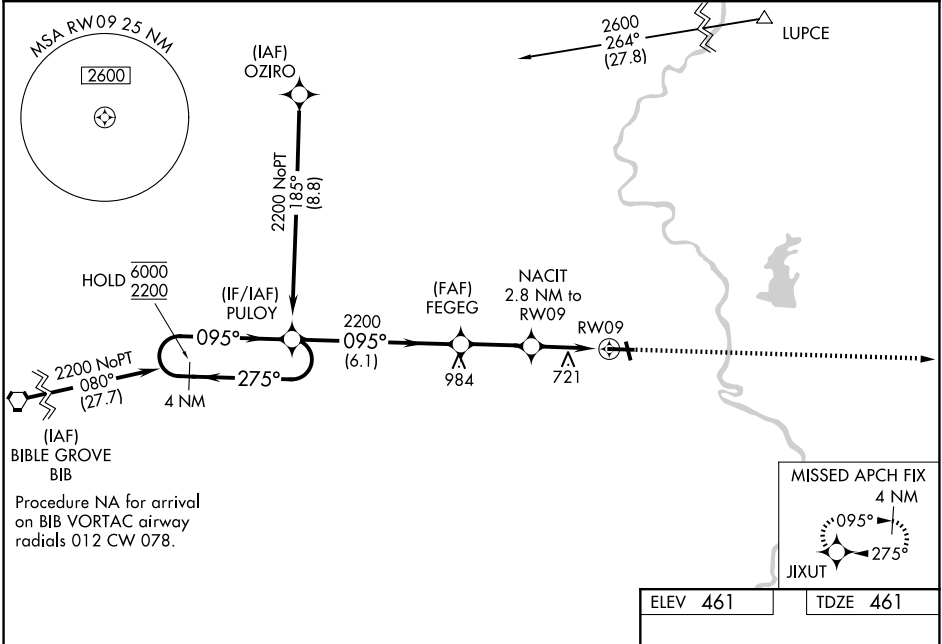 MSA RW09 25 NM
2600
(IAF)
OZIRO
2600
264°
(27.8)
LUPCE
2200 NoPT
185°
(8.8)
HOLD
6000
2200
(IF/IAF)
PULOY
095°
275°
4 NM
2200
095°
(6.1)
(FAF)
FEGEG
984
NACIT
2.8 NM to
RW09
721
RW09
2200 NoPT
080°
(27.7)
(IAF)
BIBLE GROVE
BIB
Procedure NA for arrival
on BIB VORTAC airway
radials 012 CW 078.
MISSED APCH FIX
4 NM
095°
275°
JIXUT
ELEV 461
TDZE 461